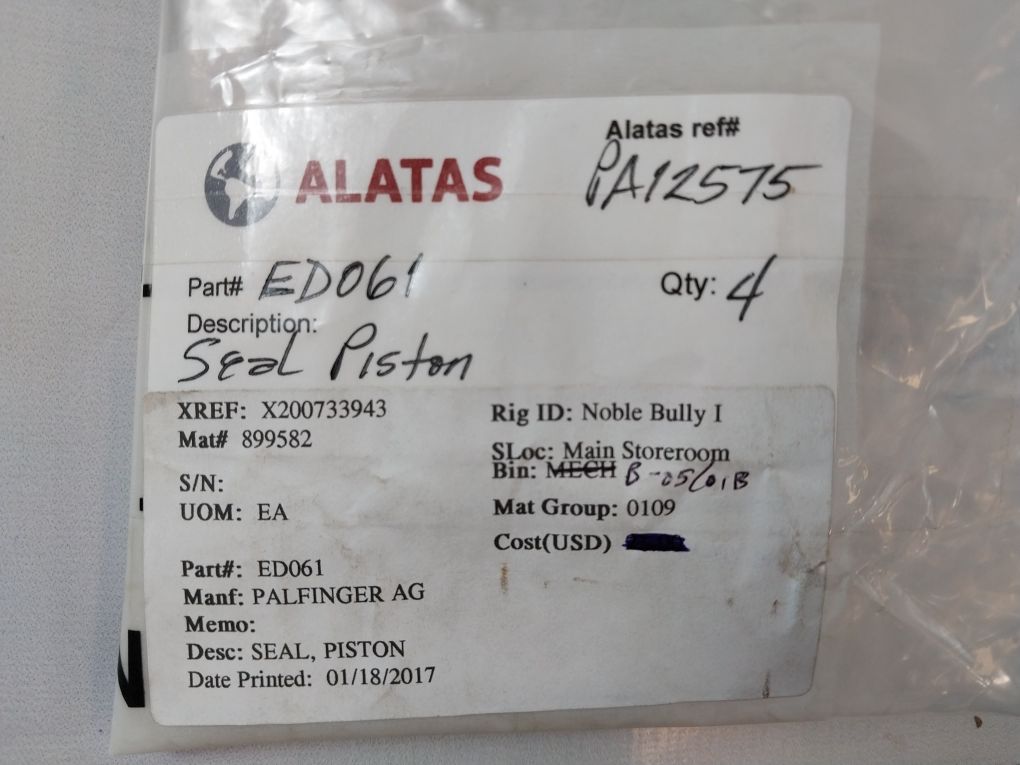 ALATAS
Alatas ref#
PA12575
Part# ED061
Qty: 4
Description:
Seal Piston
XREF: X200733943
Mat# 899582
S/N:
UOM: EA
Part#: ED061
Manf: PALFINGER AG
Memo:
Desc: SEAL, PISTON
Date Printed: 01/18/2017
Rig ID: Noble Bully I
SLoc: Main Storeroom
Bin: MECH B-05/01B
Mat Group: 0109
Cost(USD)